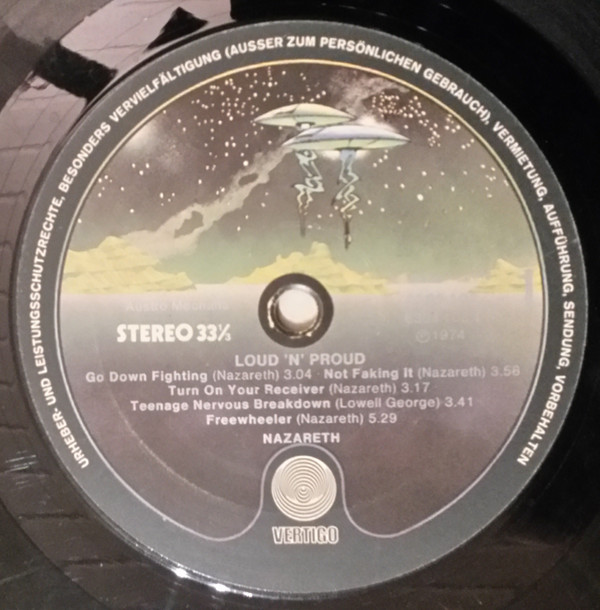 URHEBER- UND LEISTUNGSSCHUTZRECHTE, BESONDERS VERVIELFÄLTIGUNG (AUSSER ZUM PERSÖNLICHEN GEBRAUCH), VERMIETUNG, AUFFÜHRUNG, SENDUNG, VORBEHALTEN
STEREO 33⅓
℗1974
LOUD 'N' PROUD
Go Down Fighting (Nazareth) 3.04 · Not Faking It (Nazareth) 3.56
Turn On Your Receiver (Nazareth) 3.17
Teenage Nervous Breakdown (Lowell George) 3.41
Freewheeler (Nazareth) 5.29
NAZARETH
VERTIGO